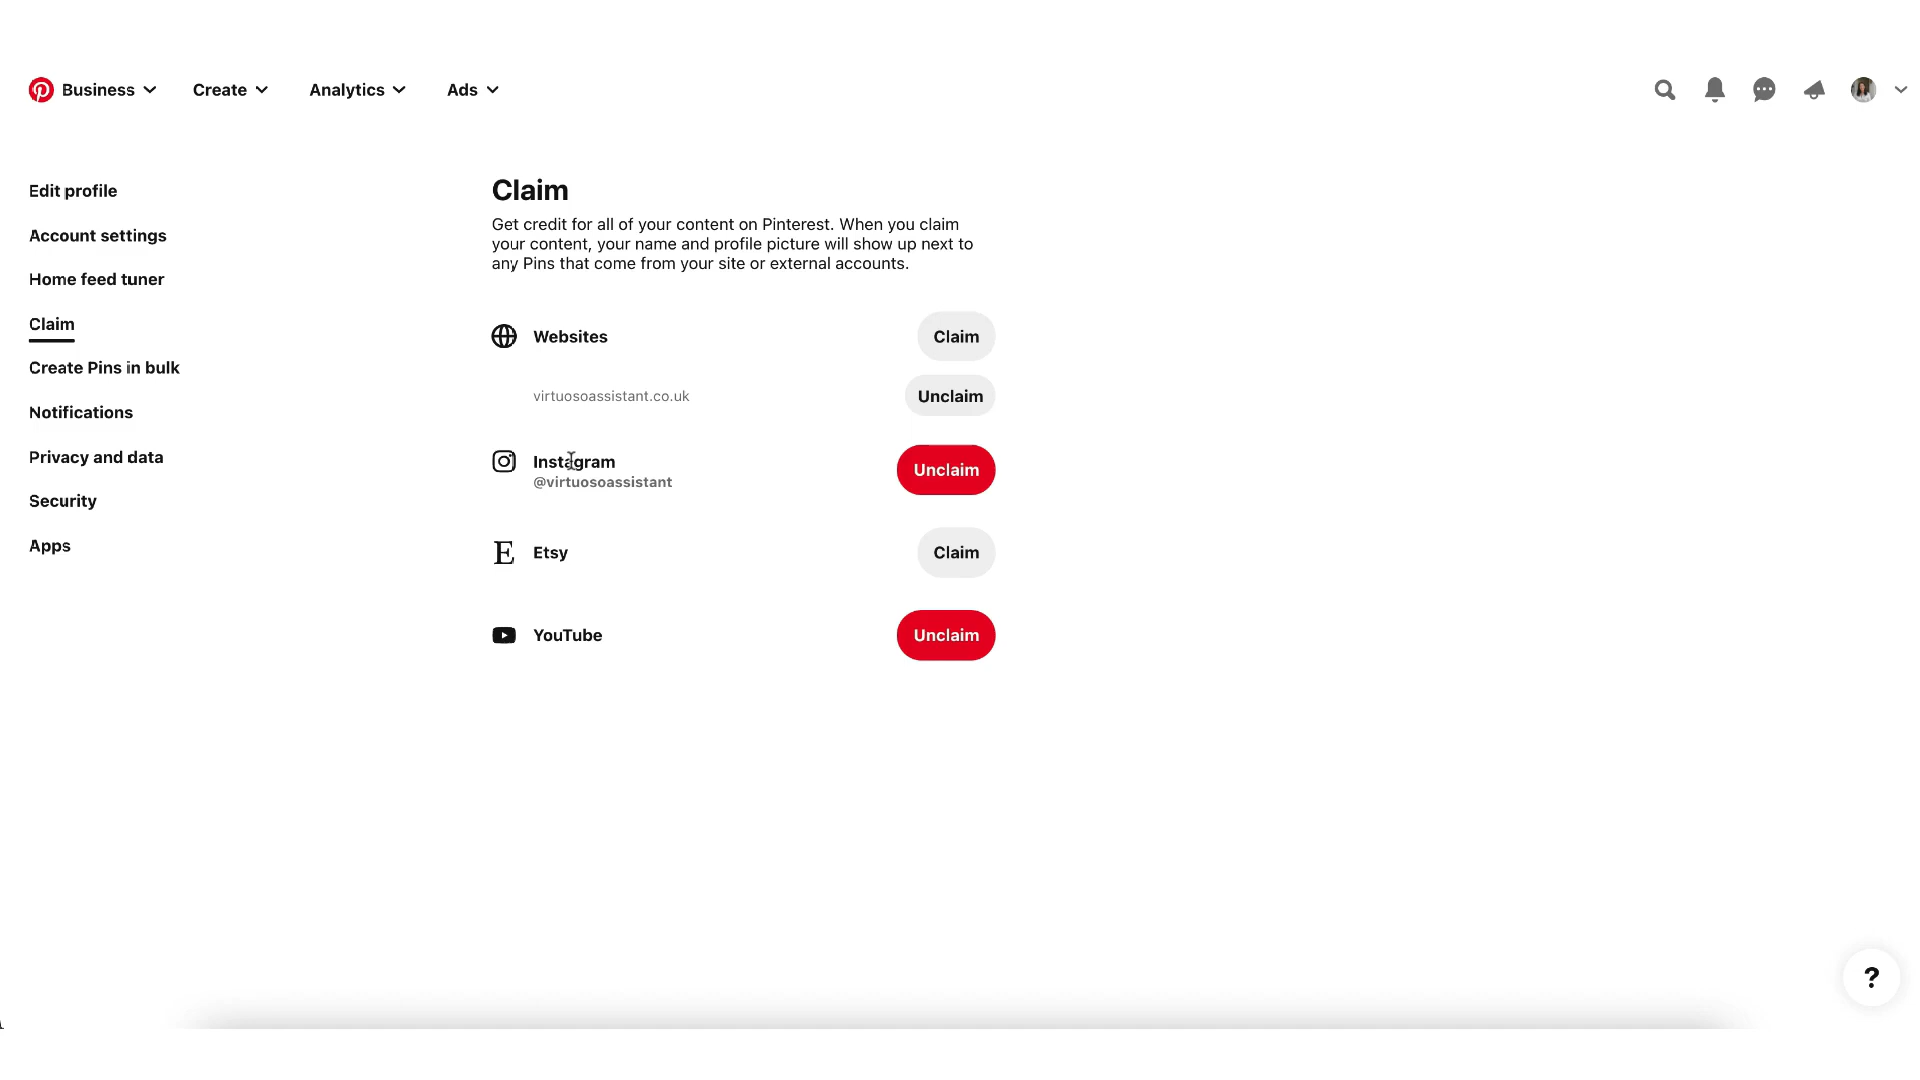 Business
Create
Analytics
Ads
Edit profile
Account settings
Home feed tuner
Claim
Create Pins in bulk
Notifications
Privacy and data
Security
Apps
Claim
Get credit for all of your content on Pinterest. When you claim
your content, your name and profile picture will show up next to
any Pins that come from your site or external accounts.
Websites
Claim
virtuosoassistant.co.uk
Unclaim
Instagram
@virtuosoassistant
Unclaim
E
Etsy
Claim
YouTube
Unclaim
?